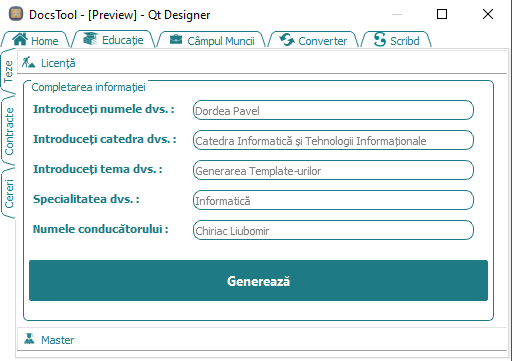 DocsTool - [Preview] - Qt Designer
Home Educație Câmpul Muncii Converter Scribd
Teze
Contracte
Cereri
Licență
Completarea informației
Introduceți numele dvs. : Dordea Pavel
Introduceți catedra dvs. : Catedra Informatică și Tehnologii Informaționale
Introduceți tema dvs. : Generarea Template-urilor
Specialitatea dvs. : Informatică
Numele conducătorului : Chiriac Liubomir
Generează
Master